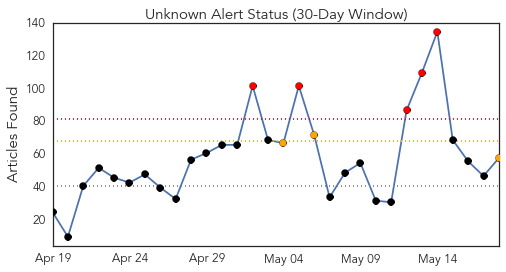 Unknown Alert Status (30-Day Window)
140
120
100
80
60
40
20
Articles Found
Apr 19
Apr 24
Apr 29
May 04
May 09
May 14